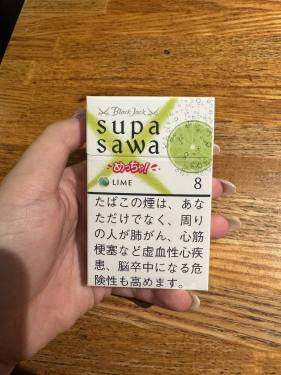 Black Jack
supa
sawa
めっちゃ!
LIME 8
たばこの煙は、あな
ただけでなく、周り
の人が肺がん、心筋
梗塞など虚血性心疾
患、脳卒中になる危
険性も高めます。